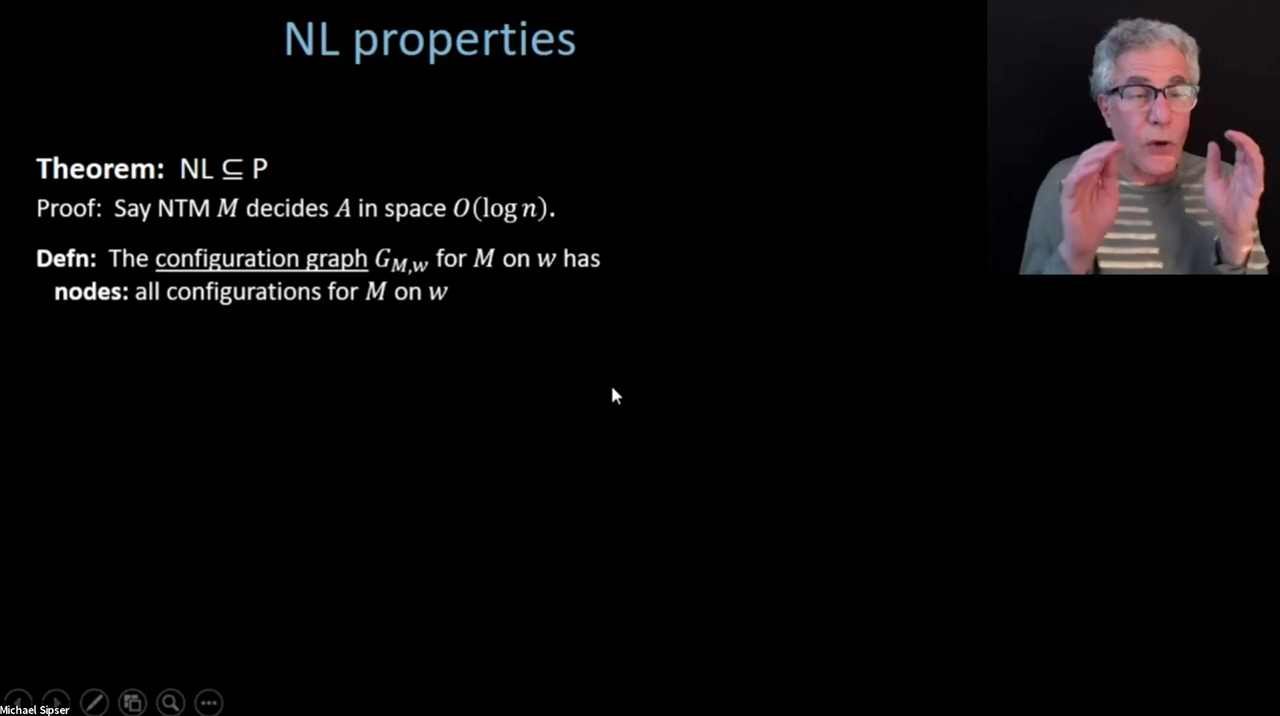 NL properties
Theorem: NL ⊆ P
Proof: Say NTM M decides A in space O(log n).
Defn: The configuration graph G_{M,w} for M on w has
nodes: all configurations for M on w
Michael Sipser